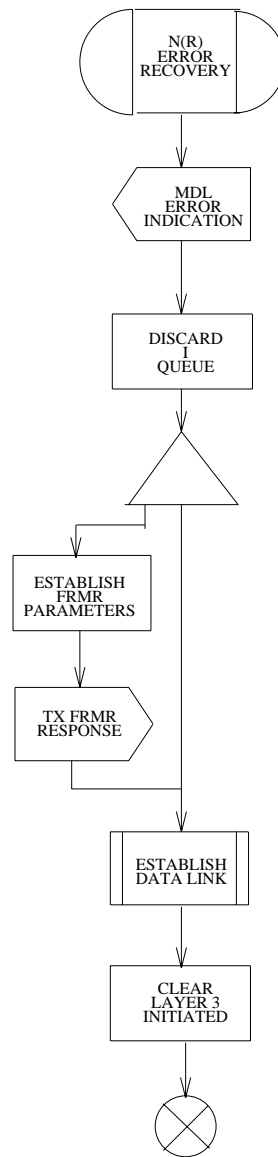 N(R)
ERROR
RECOVERY
MDL
ERROR
INDICATION
DISCARD
I
QUEUE
ESTABLISH
FRMR
PARAMETERS
TX FRMR
RESPONSE
ESTABLISH
DATA LINK
CLEAR
LAYER 3
INITIATED